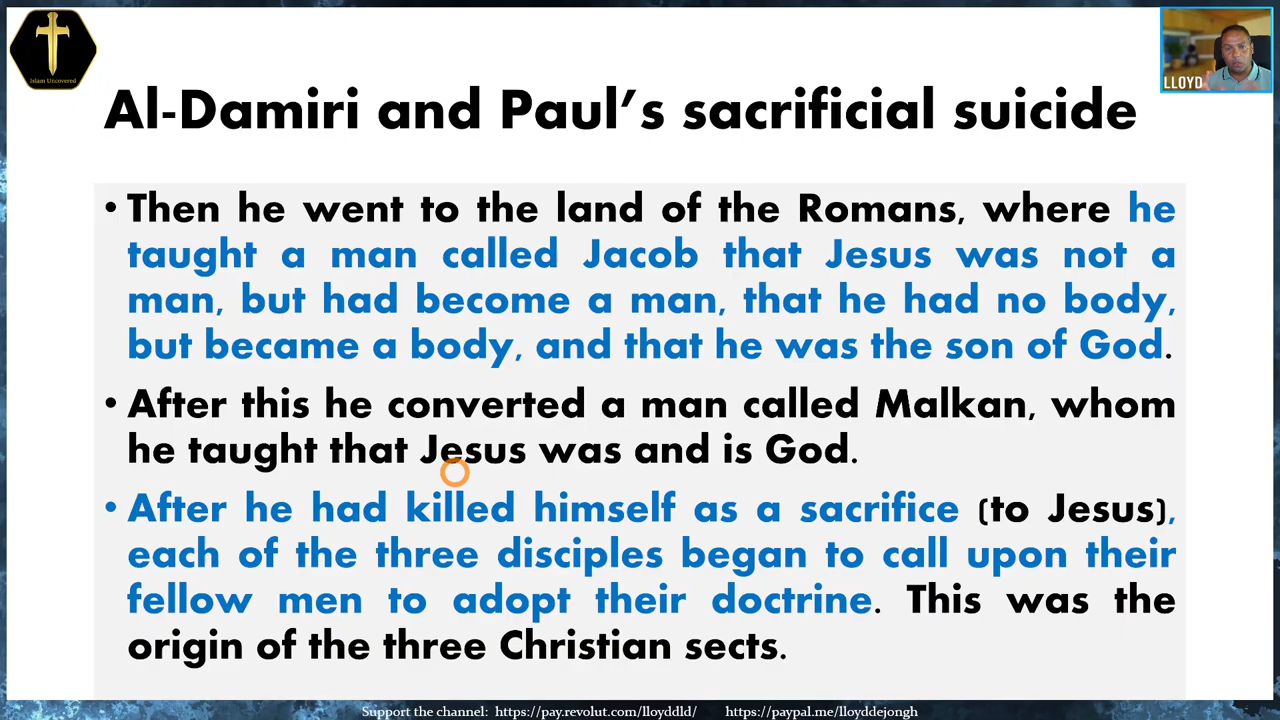 Islam Uncovered
LLOYD
Al-Damiri and Paul's sacrificial suicide
• Then he went to the land of the Romans, where he
taught a man called Jacob that Jesus was not a
man, but had become a man, that he had no body,
but became a body, and that he was the son of God.
• After this he converted a man called Malkan, whom
he taught that Jesus was and is God.
• After he had killed himself as a sacrifice (to Jesus),
each of the three disciples began to call upon their
fellow men to adopt their doctrine. This was the
origin of the three Christian sects.
Support the channel: https://pay.revolut.com/lloyddld/ https://paypal.me/lloyddejongh